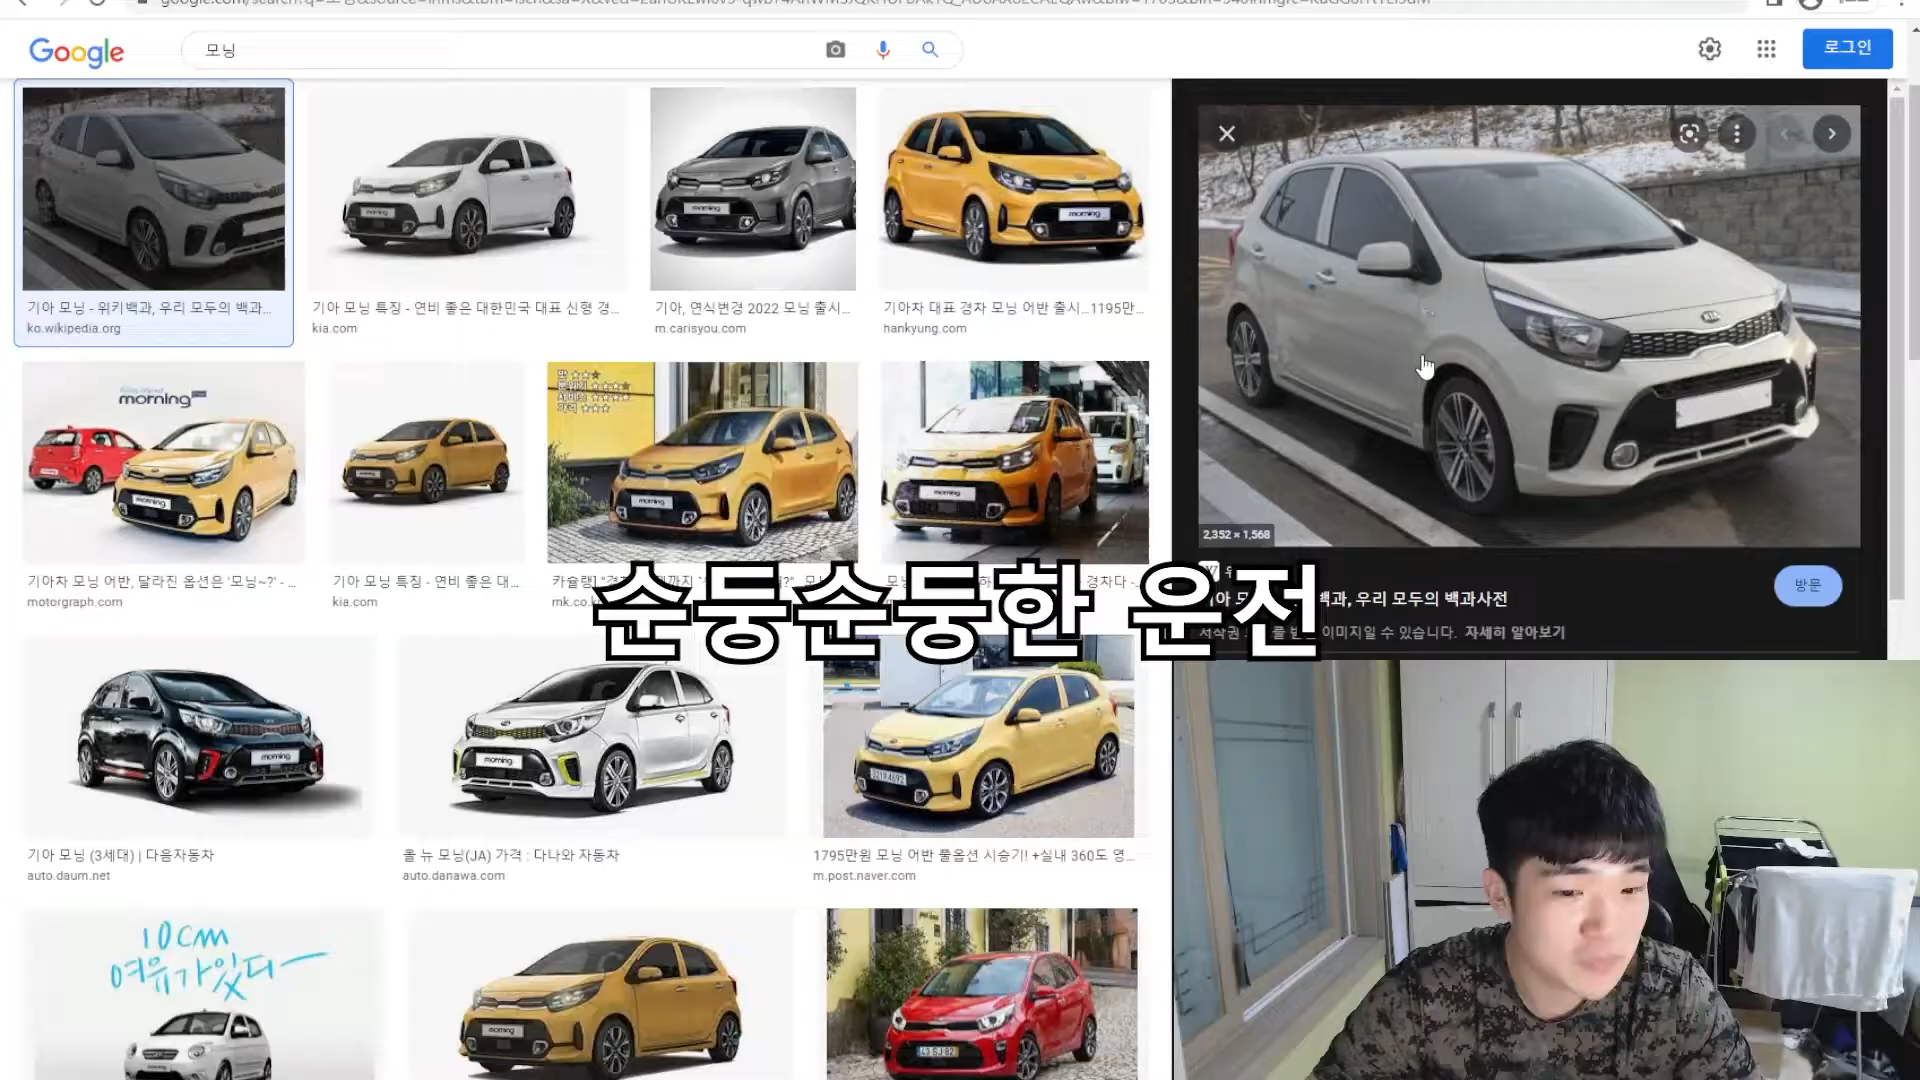 Google
모닝
로그인
기아 모닝 - 위키백과, 우리 모두의 백과...
ko.wikipedia.org
기아 모닝 특징 - 연비 좋은 대한민국 대표 신형 경...
kia.com
기아, 연식변경 2022 모닝 출시...
m.carisyou.com
기아차 대표 경차 모닝 어반 출시...1195만...
hankyung.com
2,352 × 1,568
백과, 우리 모두의 백과사전
이미지일 수 있습니다. 자세히 알아보기
방문
morning
morning
morning
morning
기아차 모닝 어반, 달라진 옵션은 '모닝~?' - ...
motorgraph.com
기아 모닝 특징 - 연비 좋은 대...
kia.com
경차다 -...
순둥순둥한 운전
morning
morning
기아 모닝 (3세대) | 다음자동차
auto.daum.net
올 뉴 모닝(JA) 가격 : 다나와 자동차
auto.danawa.com
1795만원 모닝 어반 풀옵션 시승기! +실내 360도 영...
m.post.naver.com
10cm
여유가있다
morning